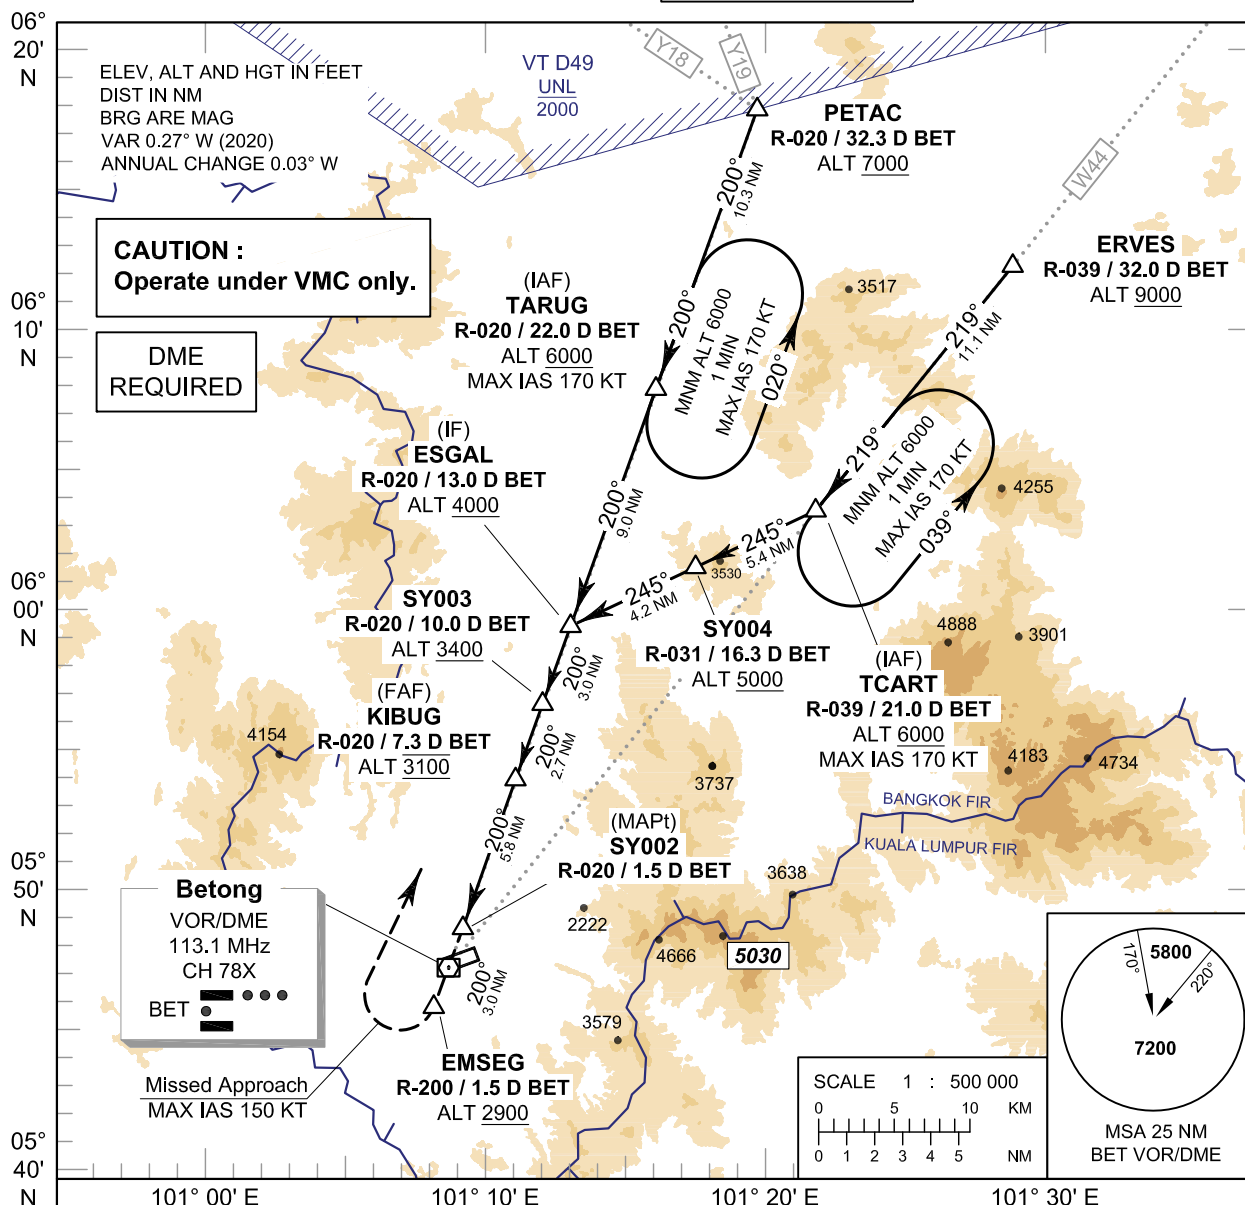 06°
20'
N
ELEV, ALT AND HGT IN FEET
DIST IN NM
BRG ARE MAG
VAR 0.27° W (2020)
ANNUAL CHANGE 0.03° W
VT D49
UNL
2000
Y18
Y19
W44
PETAC
R-020 / 32.3 D BET
ALT 7000
200°
10.3 NM
CAUTION :
Operate under VMC only.
ERVES
R-039 / 32.0 D BET
ALT 9000
219°
11.1 NM
(IAF)
TARUG
R-020 / 22.0 D BET
ALT 6000
MAX IAS 170 KT
200°
MNM ALT 6000
1 MIN
MAX IAS 170 KT
020°
3517
06°
10'
N
DME
REQUIRED
(IF)
ESGAL
R-020 / 13.0 D BET
ALT 4000
200°
9.0 NM
219°
MNM ALT 6000
1 MIN
MAX IAS 170 KT
039°
4255
245°
5.4 NM
3530
245°
4.2 NM
06°
00'
N
SY003
R-020 / 10.0 D BET
ALT 3400
SY004
R-031 / 16.3 D BET
ALT 5000
4888
3901
(IAF)
TCART
R-039 / 21.0 D BET
ALT 6000
MAX IAS 170 KT
200°
3.0 NM
(FAF)
KIBUG
R-020 / 7.3 D BET
ALT 3100
4154
200°
2.7 NM
3737
4183
4734
BANGKOK FIR
KUALA LUMPUR FIR
200°
5.8 NM
(MAPt)
SY002
R-020 / 1.5 D BET
05°
50'
N
3638
2222
4666
5030
Betong
VOR/DME
113.1 MHz
CH 78X
BET
200°
3.0 NM
3579
EMSEG
R-200 / 1.5 D BET
ALT 2900
Missed Approach
MAX IAS 150 KT
5800
170°
220°
7200
MSA 25 NM
BET VOR/DME
SCALE 1 : 500 000
0 5 10 KM
0 1 2 3 4 5 NM
05°
40'
N
101° 00' E
101° 10' E
101° 20' E
101° 30' E